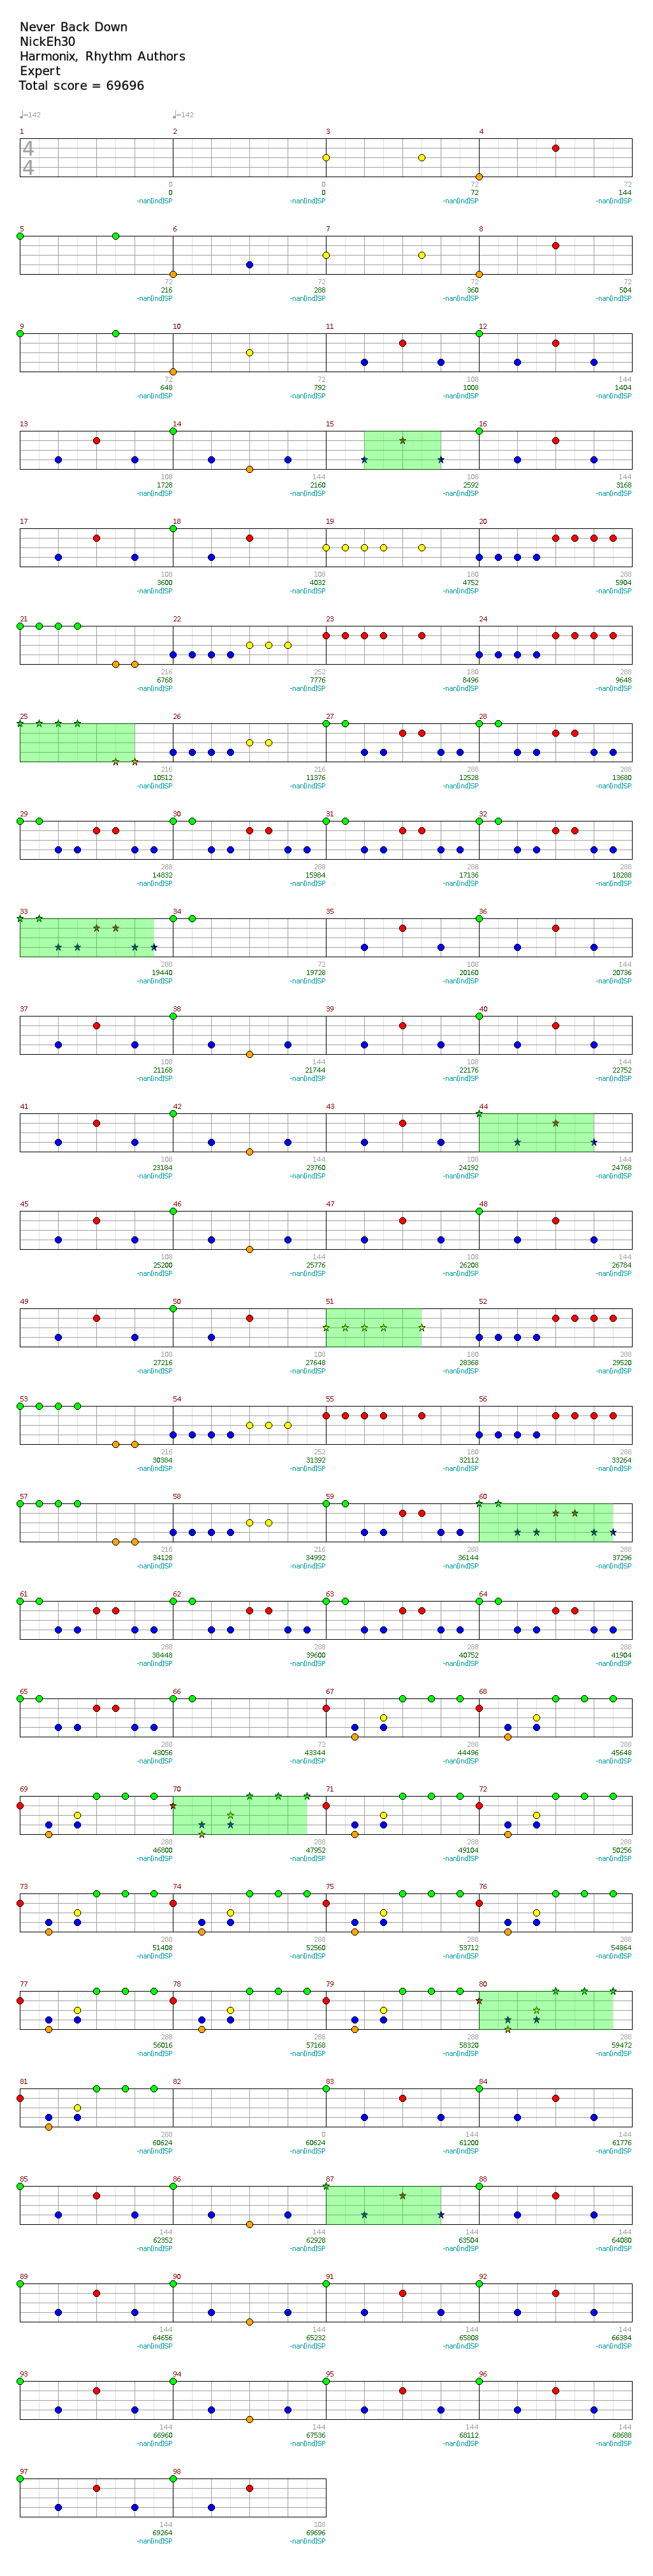 Never Back Down
NickEh30
Harmonix, Rhythm Authors
Expert
Total score = 69696
♩=142 ♩=142
1 2 3 4
4
4
0 0 72 72
0 0 72 144
-nan(ind)SP -nan(ind)SP -nan(ind)SP -nan(ind)SP
5 6 7 8
72 72 72 72
216 288 360 504
-nan(ind)SP -nan(ind)SP -nan(ind)SP -nan(ind)SP
9 10 11 12
72 72 108 144
648 792 1008 1404
-nan(ind)SP -nan(ind)SP -nan(ind)SP -nan(ind)SP
13 14 15 16
108 144 108 144
1728 2160 2592 3168
-nan(ind)SP -nan(ind)SP -nan(ind)SP -nan(ind)SP
17 18 19 20
108 108 180 288
3600 4032 4752 5904
-nan(ind)SP -nan(ind)SP -nan(ind)SP -nan(ind)SP
21 22 23 24
216 252 180 288
6768 7776 8496 9648
-nan(ind)SP -nan(ind)SP -nan(ind)SP -nan(ind)SP
25 26 27 28
216 216 288 288
10512 11376 12528 13680
-nan(ind)SP -nan(ind)SP -nan(ind)SP -nan(ind)SP
29 30 31 32
288 288 288 288
14832 15984 17136 18288
-nan(ind)SP -nan(ind)SP -nan(ind)SP -nan(ind)SP
33 34 35 36
288 72 108 144
19440 19728 20160 20736
-nan(ind)SP -nan(ind)SP -nan(ind)SP -nan(ind)SP
37 38 39 40
108 144 108 144
21168 21744 22176 22752
-nan(ind)SP -nan(ind)SP -nan(ind)SP -nan(ind)SP
41 42 43 44
108 144 108 144
23184 23760 24192 24768
-nan(ind)SP -nan(ind)SP -nan(ind)SP -nan(ind)SP
45 46 47 48
108 144 108 144
25200 25776 26208 26784
-nan(ind)SP -nan(ind)SP -nan(ind)SP -nan(ind)SP
49 50 51 52
108 108 180 288
27216 27648 28368 29520
-nan(ind)SP -nan(ind)SP -nan(ind)SP -nan(ind)SP
53 54 55 56
216 252 180 288
30384 31392 32112 33264
-nan(ind)SP -nan(ind)SP -nan(ind)SP -nan(ind)SP
57 58 59 60
216 216 288 288
34128 34992 36144 37296
-nan(ind)SP -nan(ind)SP -nan(ind)SP -nan(ind)SP
61 62 63 64
288 288 288 288
38448 39600 40752 41904
-nan(ind)SP -nan(ind)SP -nan(ind)SP -nan(ind)SP
65 66 67 68
288 72 288 288
43056 43344 44496 45648
-nan(ind)SP -nan(ind)SP -nan(ind)SP -nan(ind)SP
69 70 71 72
288 288 288 288
46800 47952 49104 50256
-nan(ind)SP -nan(ind)SP -nan(ind)SP -nan(ind)SP
73 74 75 76
288 288 288 288
51408 52560 53712 54864
-nan(ind)SP -nan(ind)SP -nan(ind)SP -nan(ind)SP
77 78 79 80
288 288 288 288
56016 57168 58320 59472
-nan(ind)SP -nan(ind)SP -nan(ind)SP -nan(ind)SP
81 82 83 84
288 0 144 144
60624 60624 61200 61776
-nan(ind)SP -nan(ind)SP -nan(ind)SP -nan(ind)SP
85 86 87 88
144 144 144 144
62352 62928 63504 64080
-nan(ind)SP -nan(ind)SP -nan(ind)SP -nan(ind)SP
89 90 91 92
144 144 144 144
64656 65232 65808 66384
-nan(ind)SP -nan(ind)SP -nan(ind)SP -nan(ind)SP
93 94 95 96
144 144 144 144
66960 67536 68112 68688
-nan(ind)SP -nan(ind)SP -nan(ind)SP -nan(ind)SP
97 98
144 108
69264 69696
-nan(ind)SP -nan(ind)SP